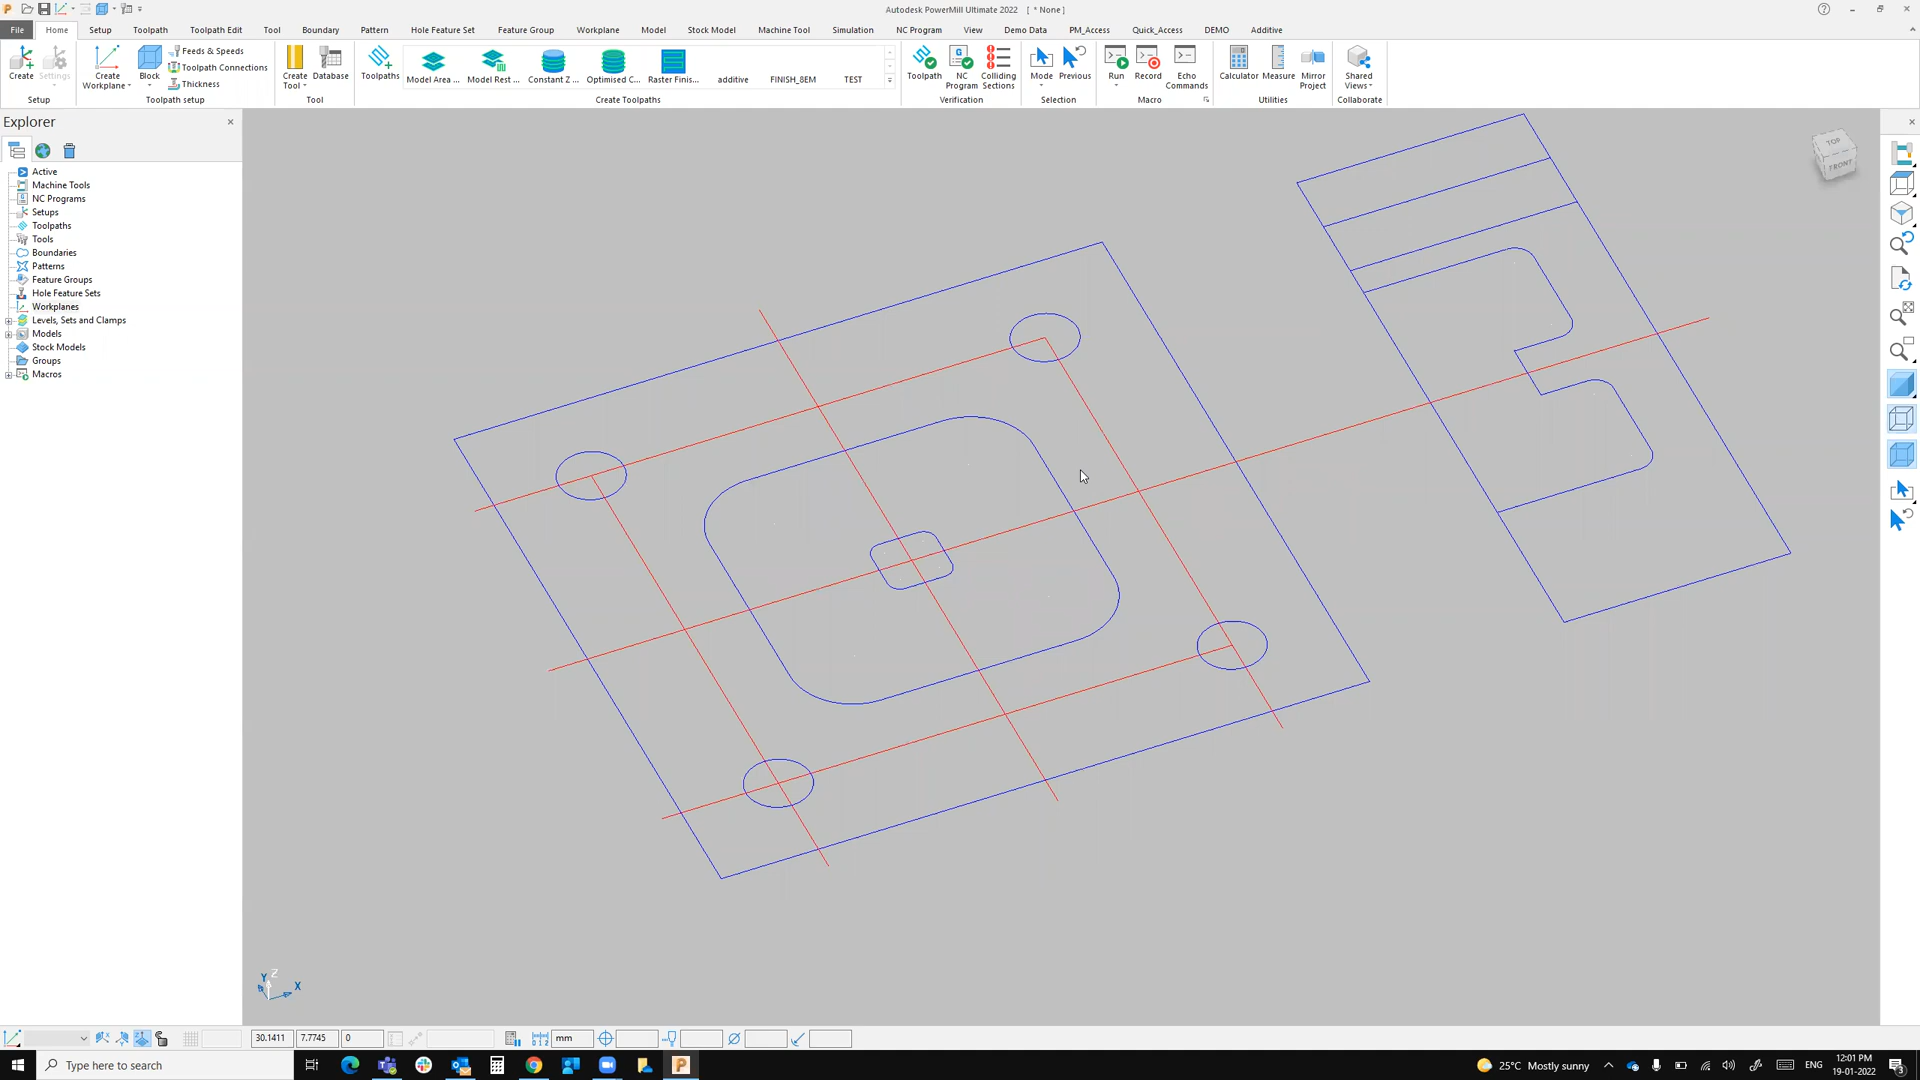 Autodesk PowerMill Ultimate 2022 [ * None ]
File Home Setup Toolpath Toolpath Edit Tool Boundary Pattern Hole Feature Set Feature Group Workplane Model Stock Model Machine Tool Simulation NC Program View Demo Data PM_Access Quick_Access DEMO Additive
Create
Settings
Setup
Create Workplane
Block
Feeds & Speeds
Toolpath Connections
Thickness
Toolpath setup
Create Tool
Database
Tool
Toolpaths
Model Area ...
Model Rest ...
Constant Z ...
Optimised C...
Raster Finis...
additive
FINISH_8EM
TEST
Create Toolpaths
Toolpath
NC Program
Colliding Sections
Verification
Mode
Previous
Selection
Run
Record
Echo Commands
Macro
Calculator
Measure
Mirror Project
Utilities
Shared Views
Collaborate
Explorer
Active
Machine Tools
NC Programs
Setups
Toolpaths
Tools
Boundaries
Patterns
Feature Groups
Hole Feature Sets
Workplanes
Levels, Sets and Clamps
Models
Stock Models
Groups
Macros
TOP
FRONT
Y
Z
X
30.1411 7.7745 0 mm
Type here to search
25°C Mostly sunny
ENG
12:01 PM
19-01-2022
3